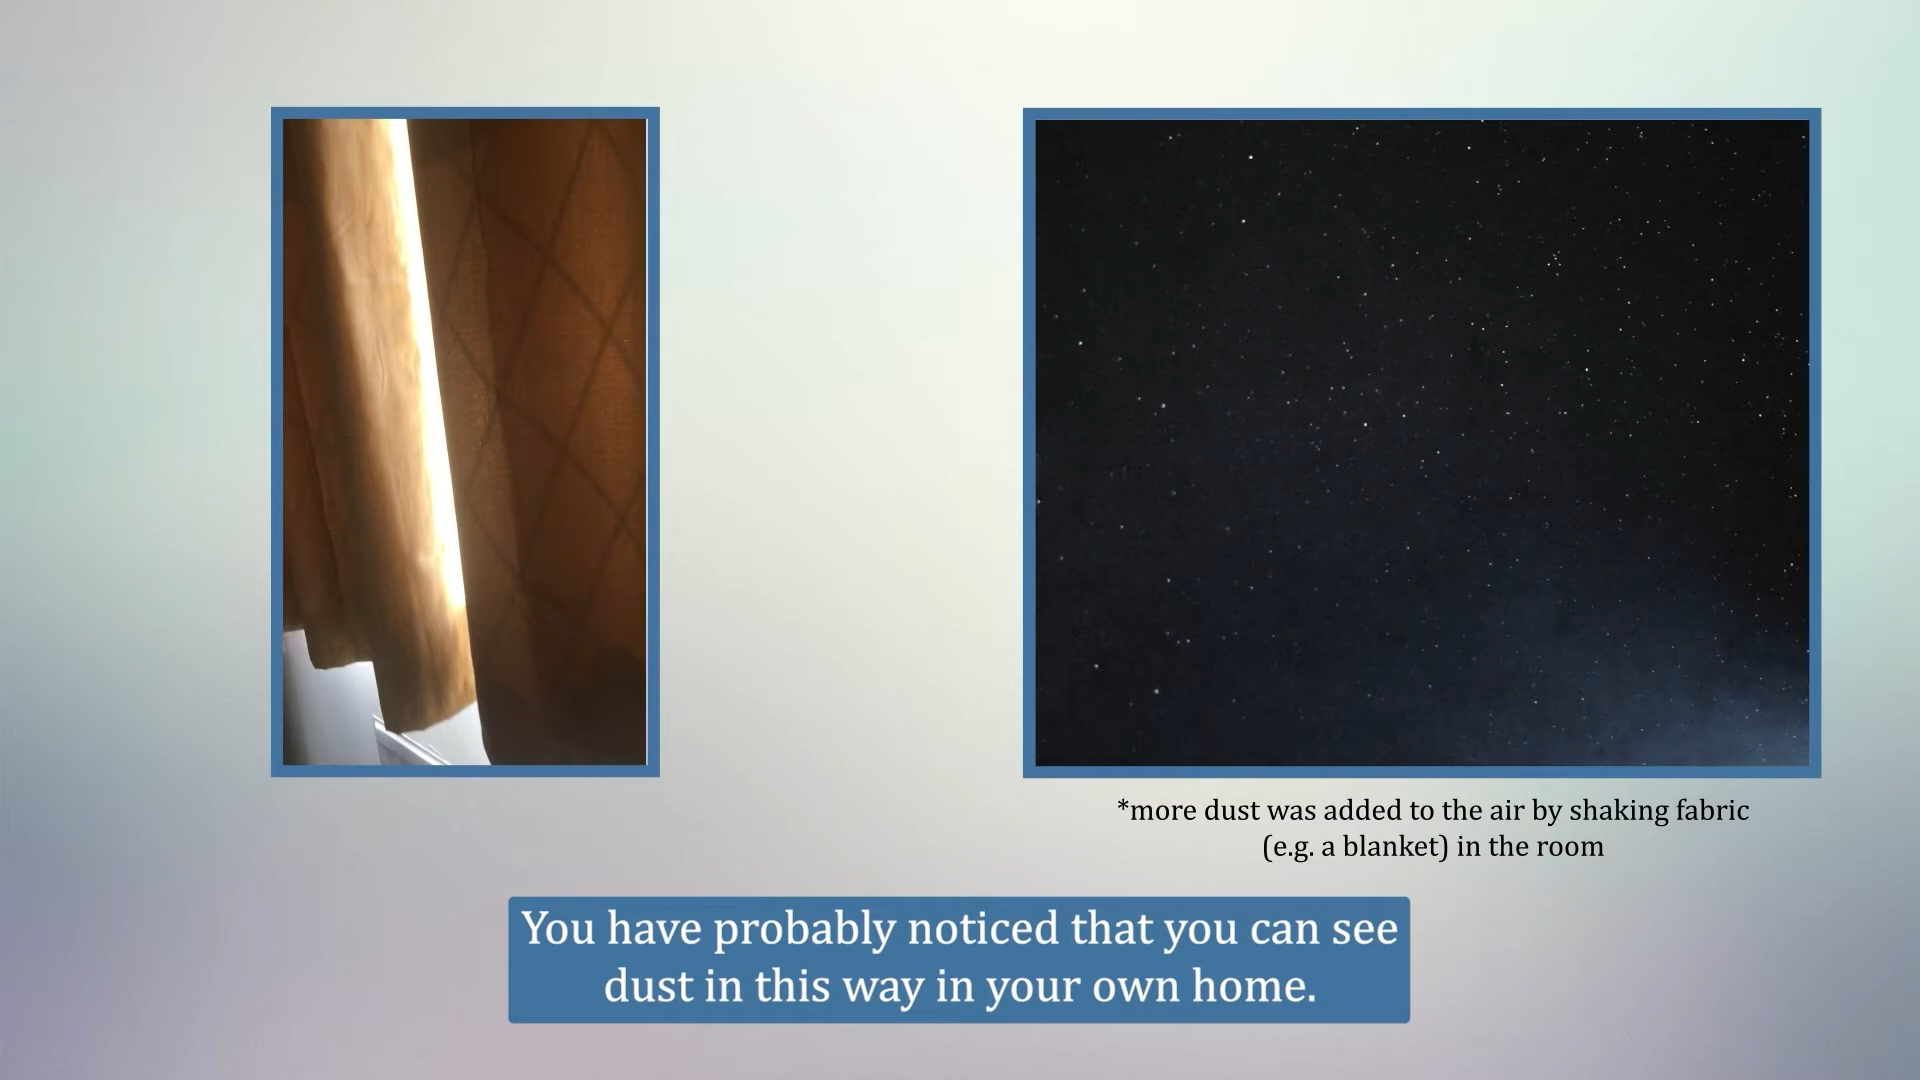 *more dust was added to the air by shaking fabric
(e.g. a blanket) in the room
You have probably noticed that you can see
dust in this way in your own home.